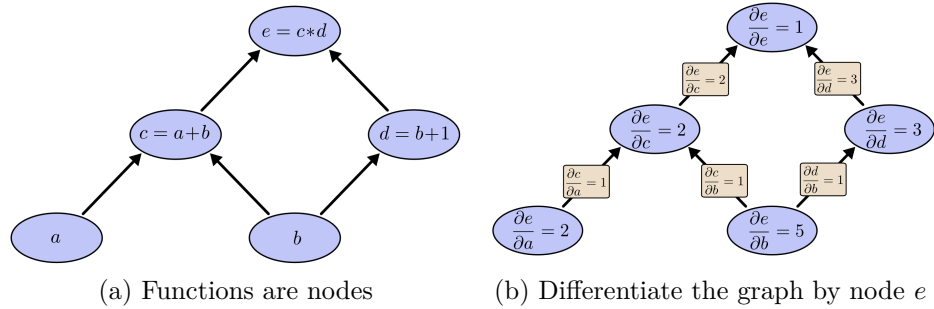 e = c*d
c = a+b
d = b+1
a
b
(a) Functions are nodes
∂e/∂e = 1
∂e/∂c = 2
∂e/∂d = 3
∂e/∂c = 2
∂e/∂d = 3
∂c/∂a = 1
∂c/∂b = 1
∂d/∂b = 1
∂e/∂a = 2
∂e/∂b = 5
(b) Differentiate the graph by node e